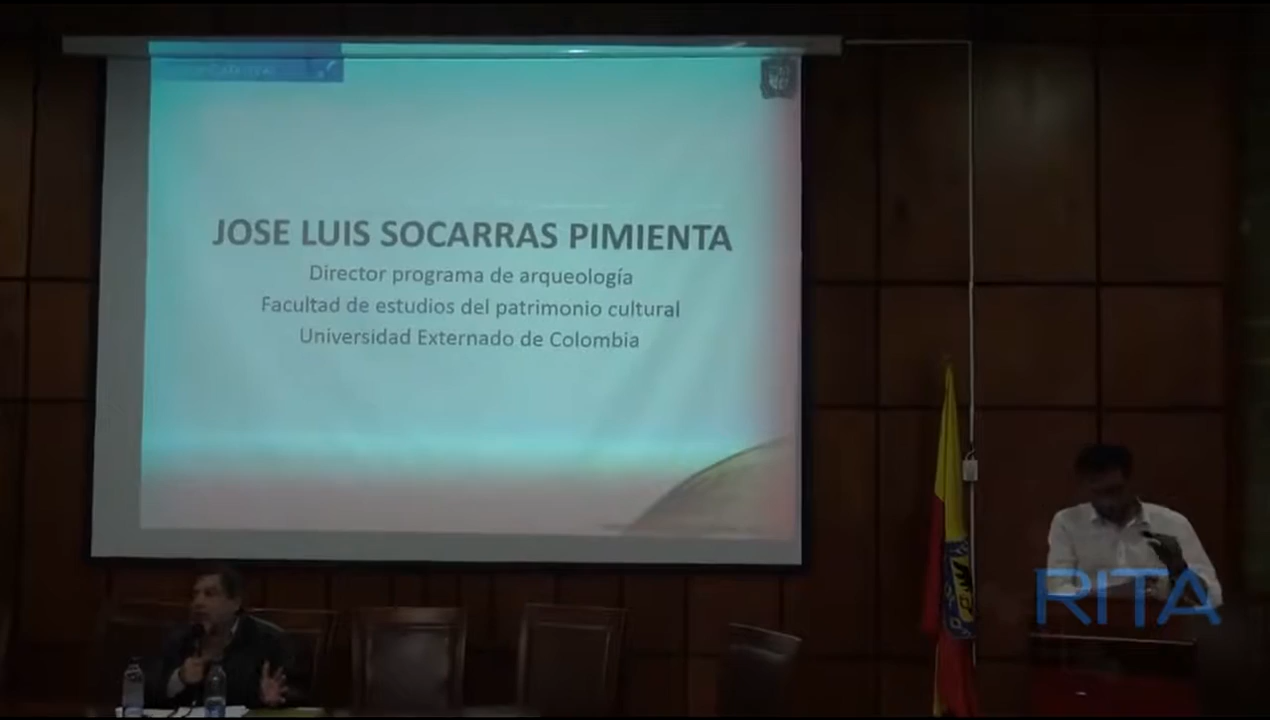 JOSE LUIS SOCARRAS PIMIENTA
Director programa de arqueología
Facultad de estudios del patrimonio cultural
Universidad Externado de Colombia
RITA